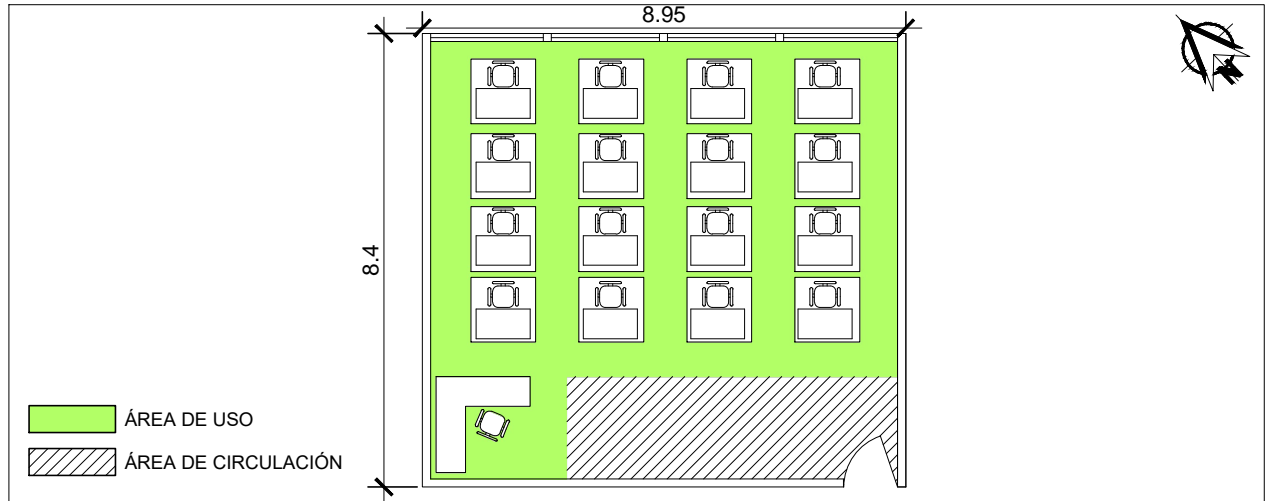 8.95
8.4
N
ÁREA DE USO
ÁREA DE CIRCULACIÓN